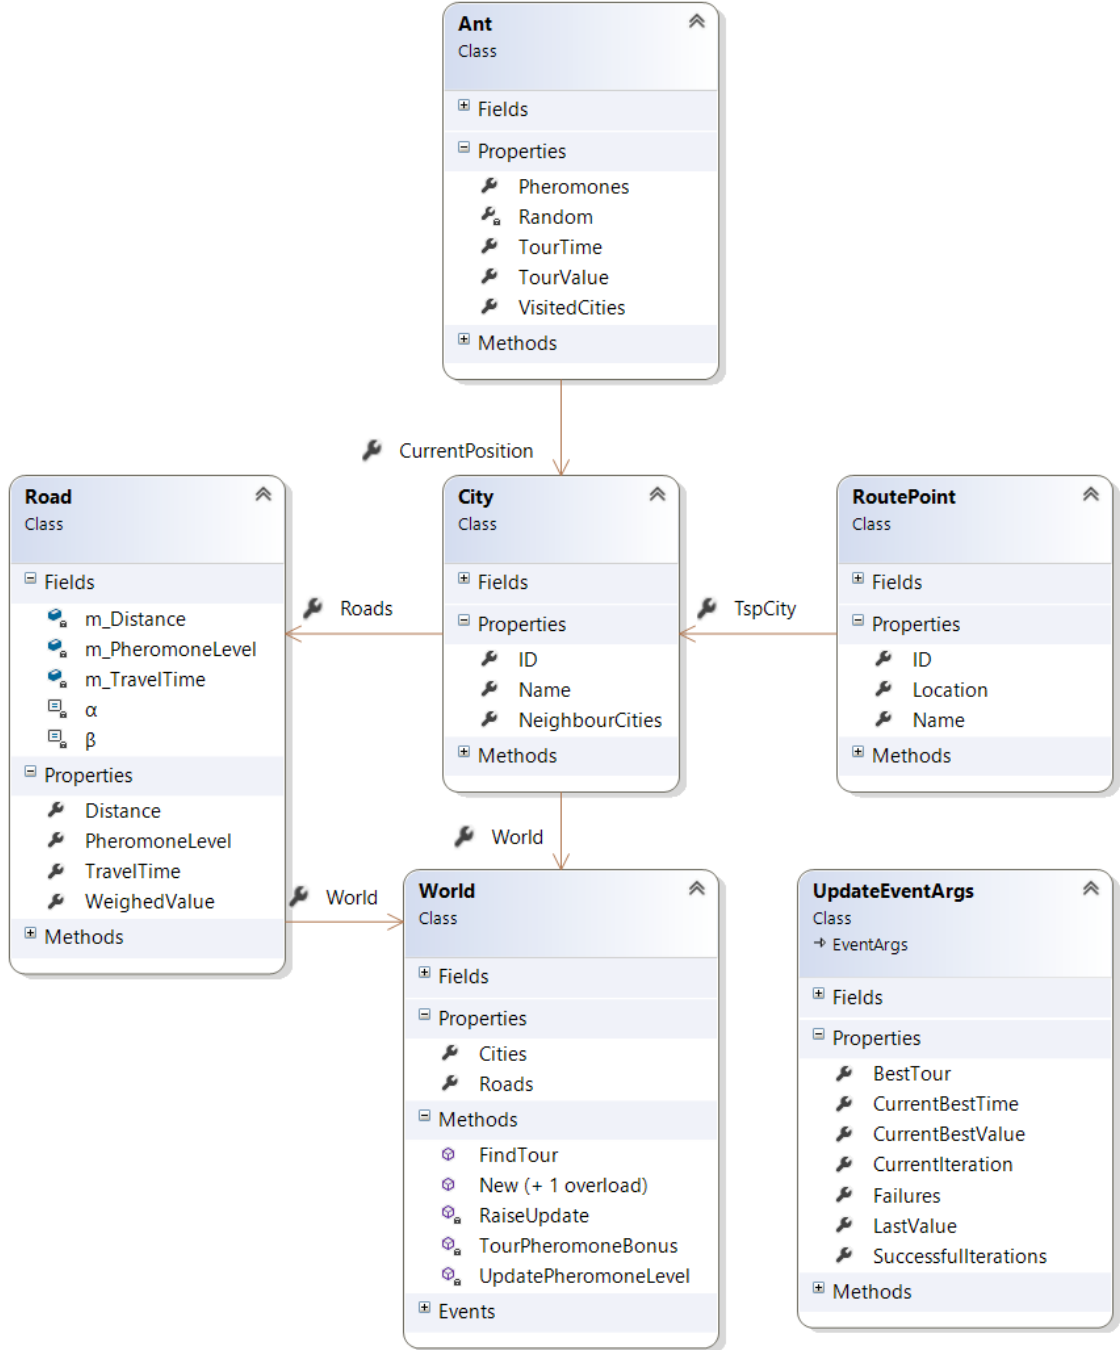 Ant
Class
Fields
Properties
Pheromones
Random
TourTime
TourValue
VisitedCities
Methods
CurrentPosition
Road
Class
Fields
m_Distance
m_PheromoneLevel
m_TravelTime
α
β
Properties
Distance
PheromoneLevel
TravelTime
WeighedValue
Methods
Roads
City
Class
Fields
Properties
ID
Name
NeighbourCities
Methods
TspCity
RoutePoint
Class
Fields
Properties
ID
Location
Name
Methods
World
World
World
Class
Fields
Properties
Cities
Roads
Methods
FindTour
New (+ 1 overload)
RaiseUpdate
TourPheromoneBonus
UpdatePheromoneLevel
Events
UpdateEventArgs
Class
EventArgs
Fields
Properties
BestTour
CurrentBestTime
CurrentBestValue
CurrentIteration
Failures
LastValue
SuccessfulIterations
Methods